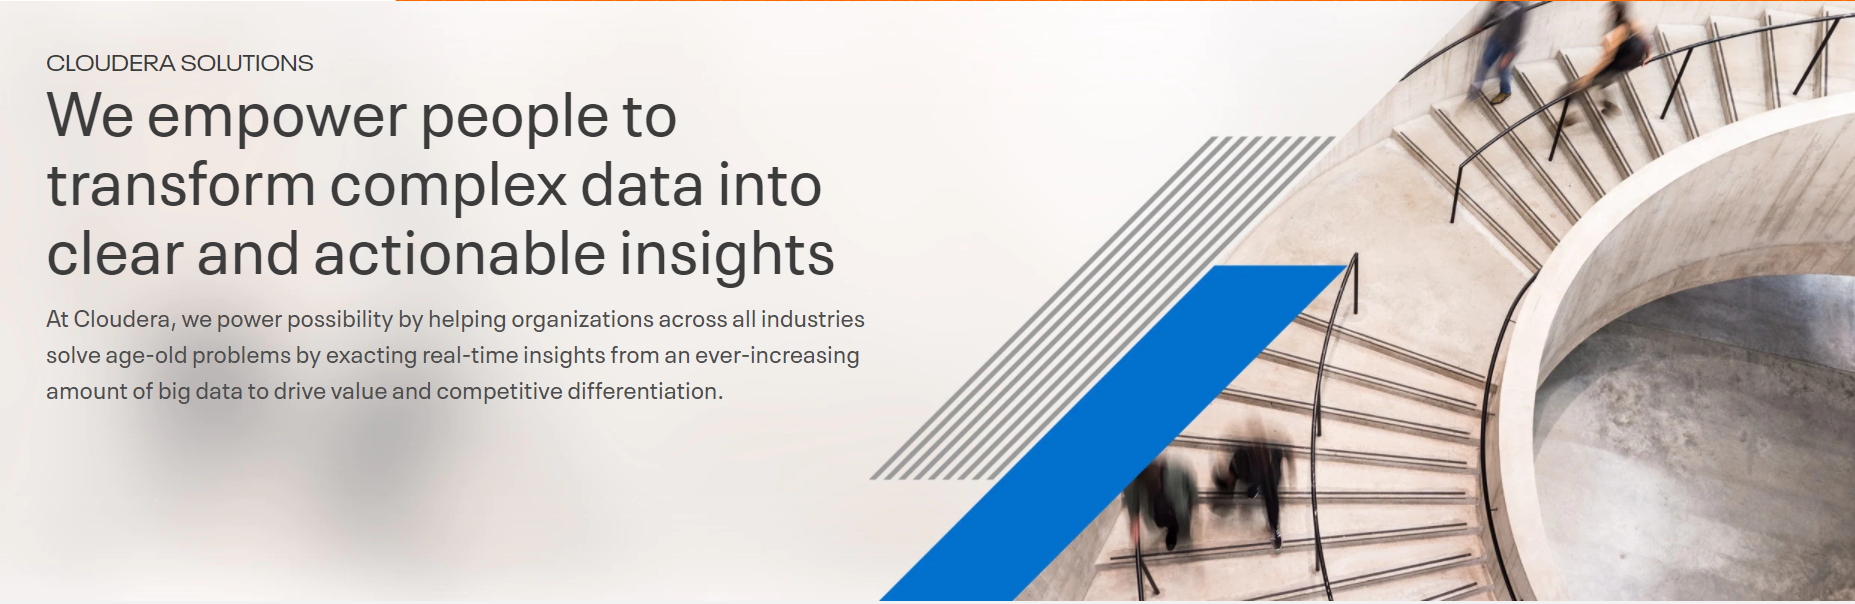 CLOUDERA SOLUTIONS
We empower people to
transform complex data into
clear and actionable insights
At Cloudera, we power possibility by helping organizations across all industries
solve age-old problems by exacting real-time insights from an ever-increasing
amount of big data to drive value and competitive differentiation.